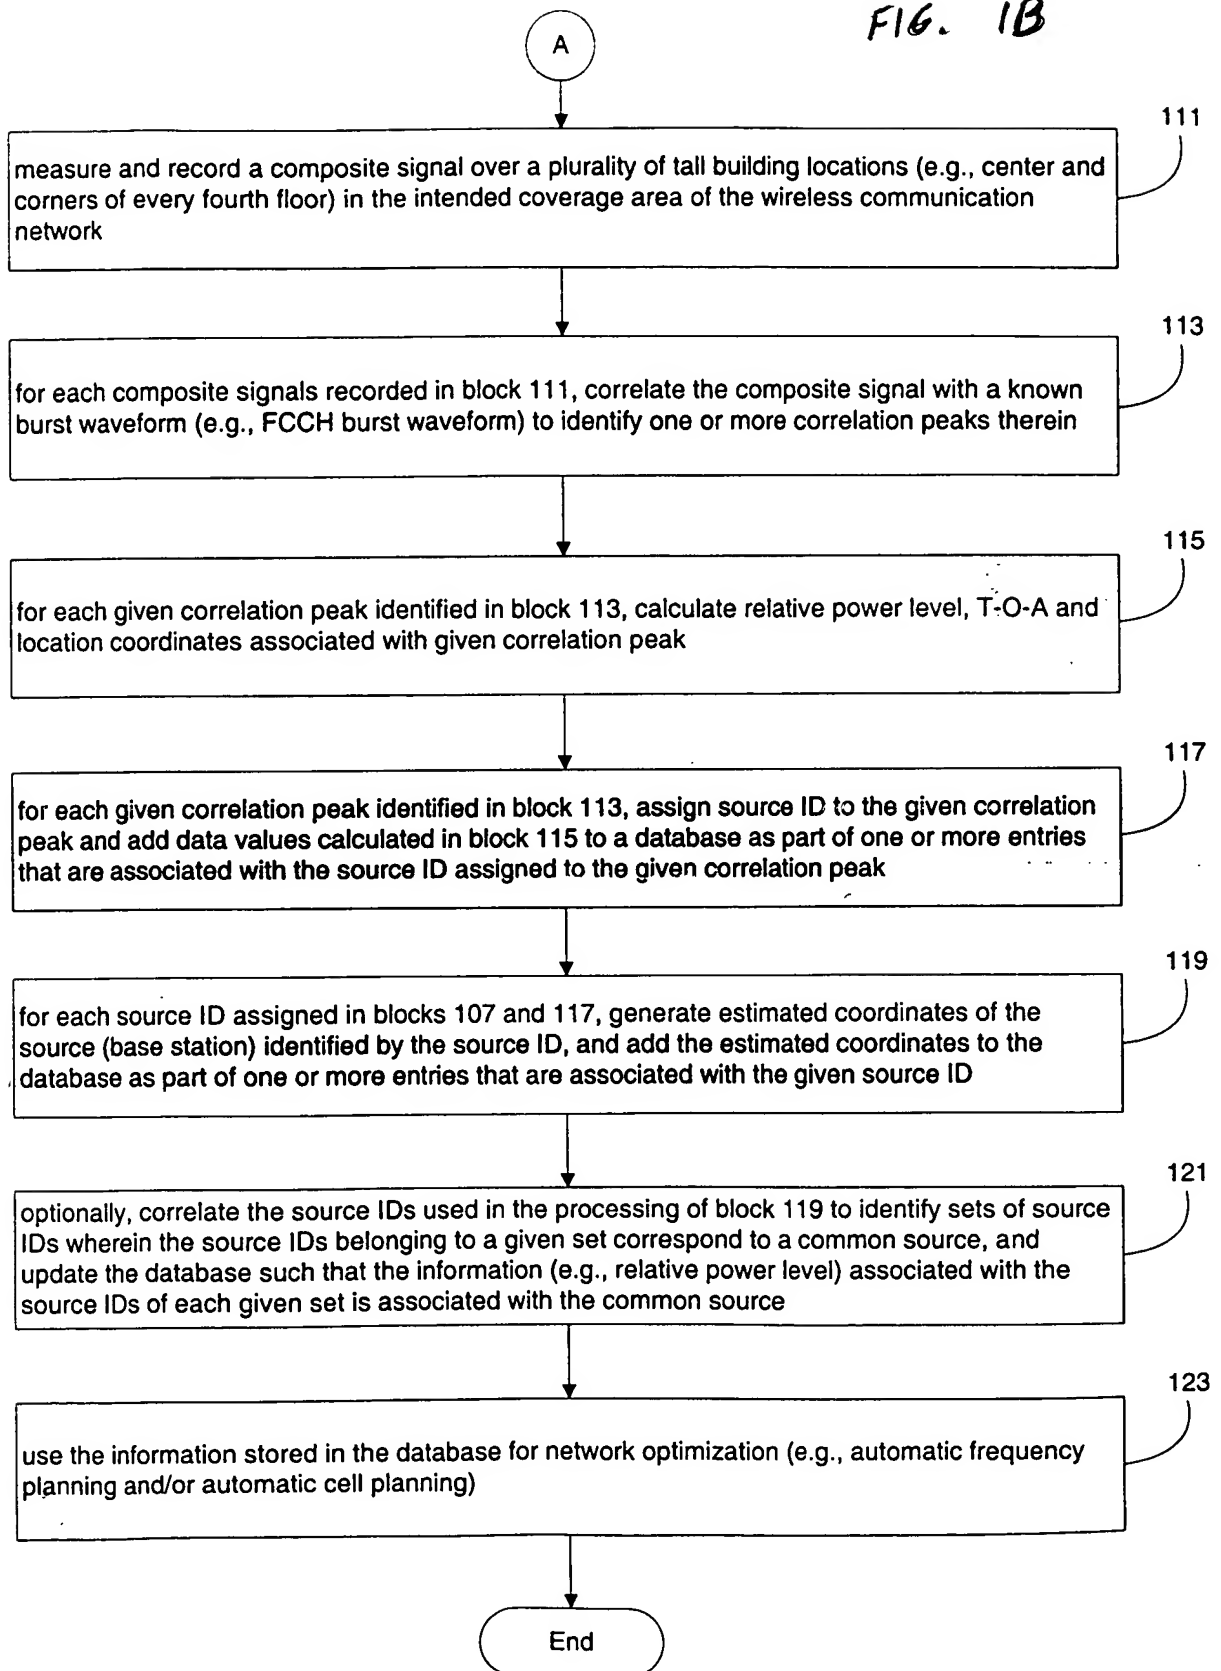 FIG. 1B
A
111
measure and record a composite signal over a plurality of tall building locations (e.g., center and
corners of every fourth floor) in the intended coverage area of the wireless communication
network
113
for each composite signals recorded in block 111, correlate the composite signal with a known
burst waveform (e.g., FCCH burst waveform) to identify one or more correlation peaks therein
115
for each given correlation peak identified in block 113, calculate relative power level, T-O-A and
location coordinates associated with given correlation peak
117
for each given correlation peak identified in block 113, assign source ID to the given correlation
peak and add data values calculated in block 115 to a database as part of one or more entries
that are associated with the source ID assigned to the given correlation peak
119
for each source ID assigned in blocks 107 and 117, generate estimated coordinates of the
source (base station) identified by the source ID, and add the estimated coordinates to the
database as part of one or more entries that are associated with the given source ID
121
optionally, correlate the source IDs used in the processing of block 119 to identify sets of source
IDs wherein the source IDs belonging to a given set correspond to a common source, and
update the database such that the information (e.g., relative power level) associated with the
source IDs of each given set is associated with the common source
123
use the information stored in the database for network optimization (e.g., automatic frequency
planning and/or automatic cell planning)
End